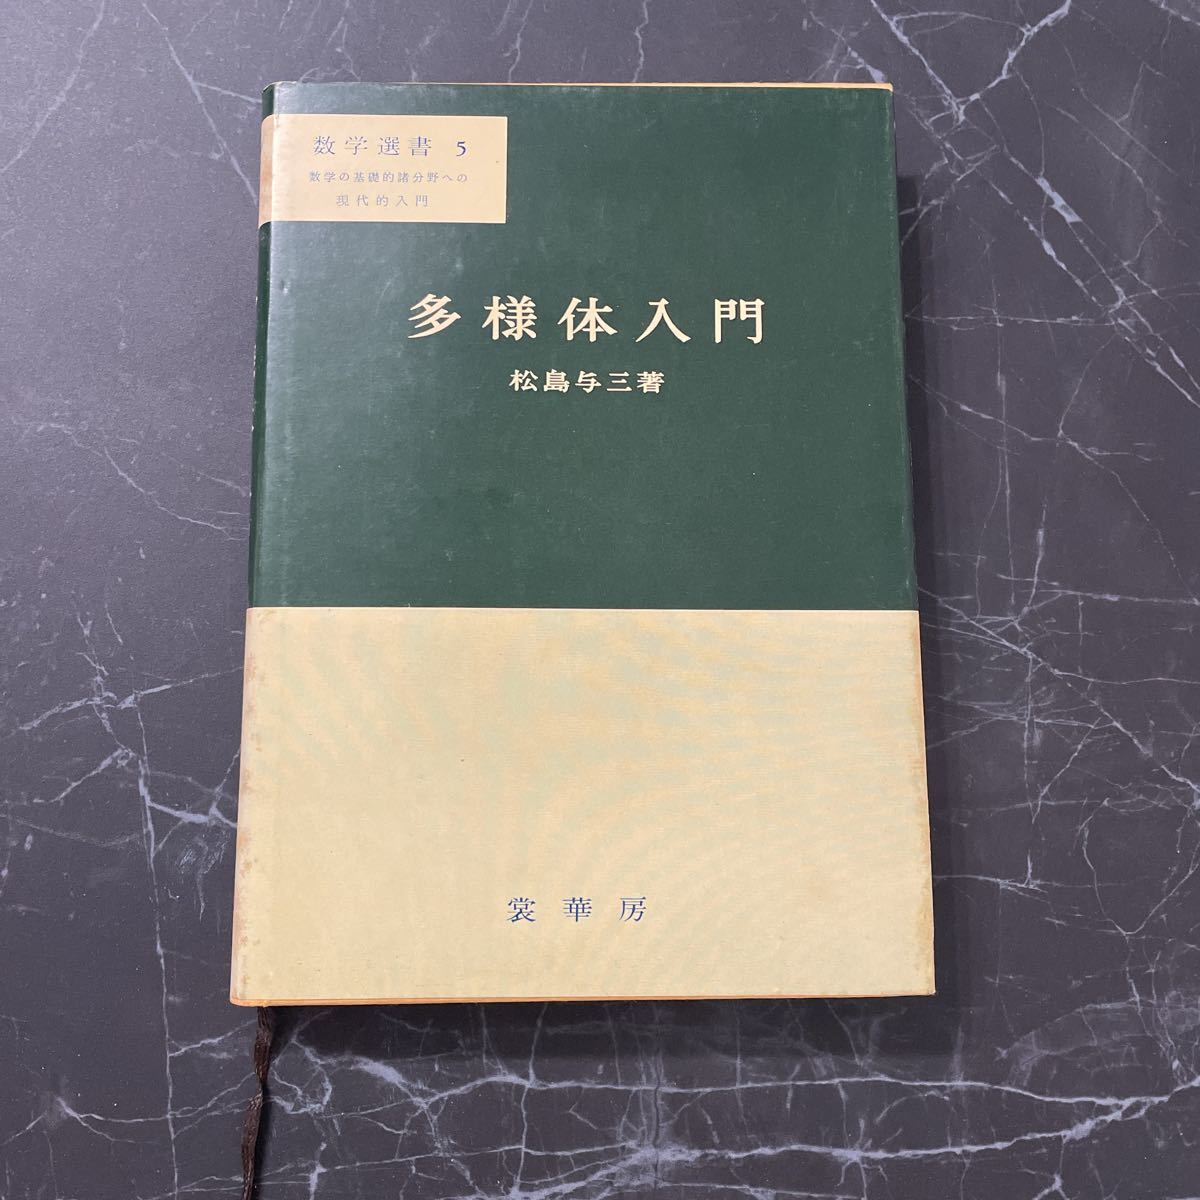 数学選書 5
数学の基礎的諸分野への
現代的入門
多様体入門
松島与三著
裳華房